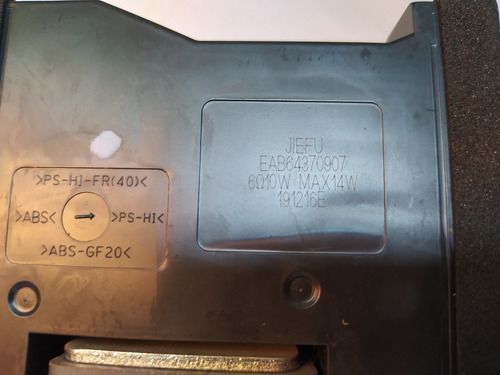 JIEFU
EAB64370907
6Ω10W MAX14W
191216E
>PS-HI-FR(40)<
>ABS< >PS-HI<
>ABS-GF20<